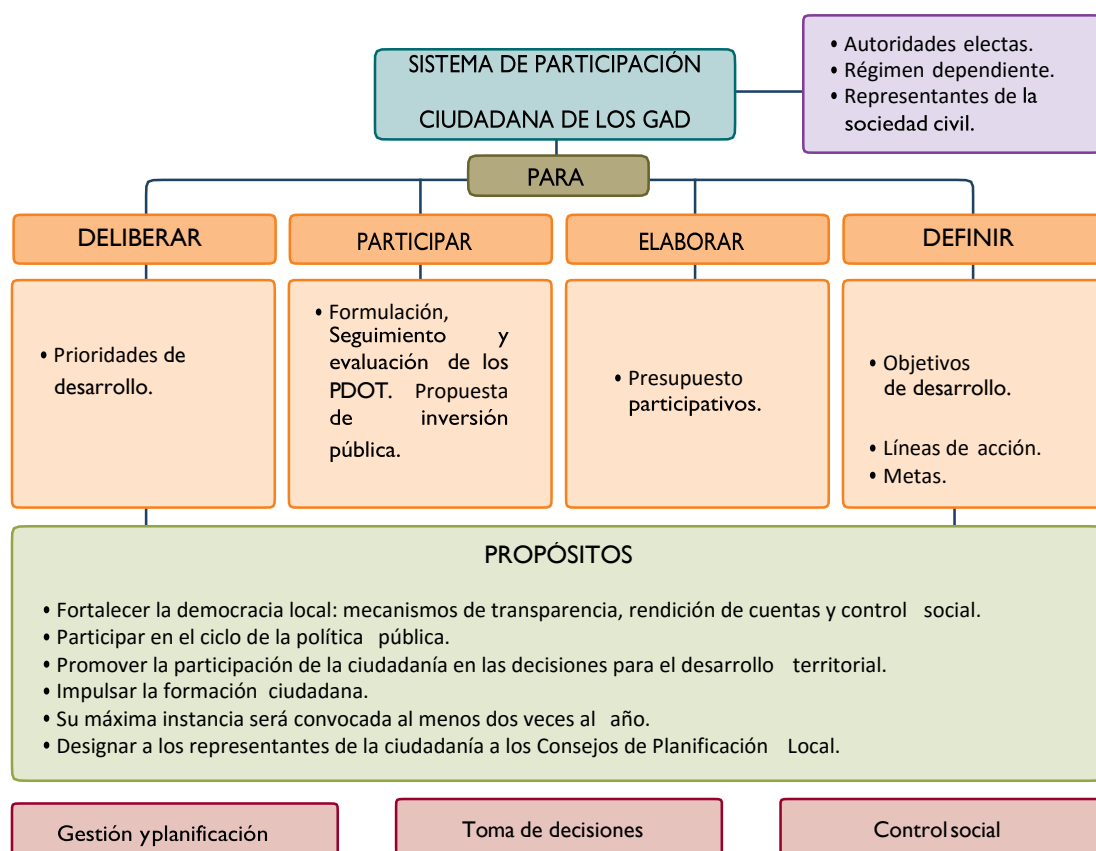 SISTEMA DE PARTICIPACIÓN
CIUDADANA DE LOS GAD
• Autoridades electas.
• Régimen dependiente.
• Representantes de la
sociedad civil.
PARA
DELIBERAR
PARTICIPAR
ELABORAR
DEFINIR
• Prioridades de
desarrollo.
• Formulación,
Seguimiento y
evaluación de los
PDOT. Propuesta
de inversión
pública.
• Presupuesto
participativos.
• Objetivos
de desarrollo.
• Líneas de acción.
• Metas.
PROPÓSITOS
• Fortalecer la democracia local: mecanismos de transparencia, rendición de cuentas y control social.
• Participar en el ciclo de la política pública.
• Promover la participación de la ciudadanía en las decisiones para el desarrollo territorial.
• Impulsar la formación ciudadana.
• Su máxima instancia será convocada al menos dos veces al año.
• Designar a los representantes de la ciudadanía a los Consejos de Planificación Local.
Gestión yplanificación
Toma de decisiones
Controlsocial